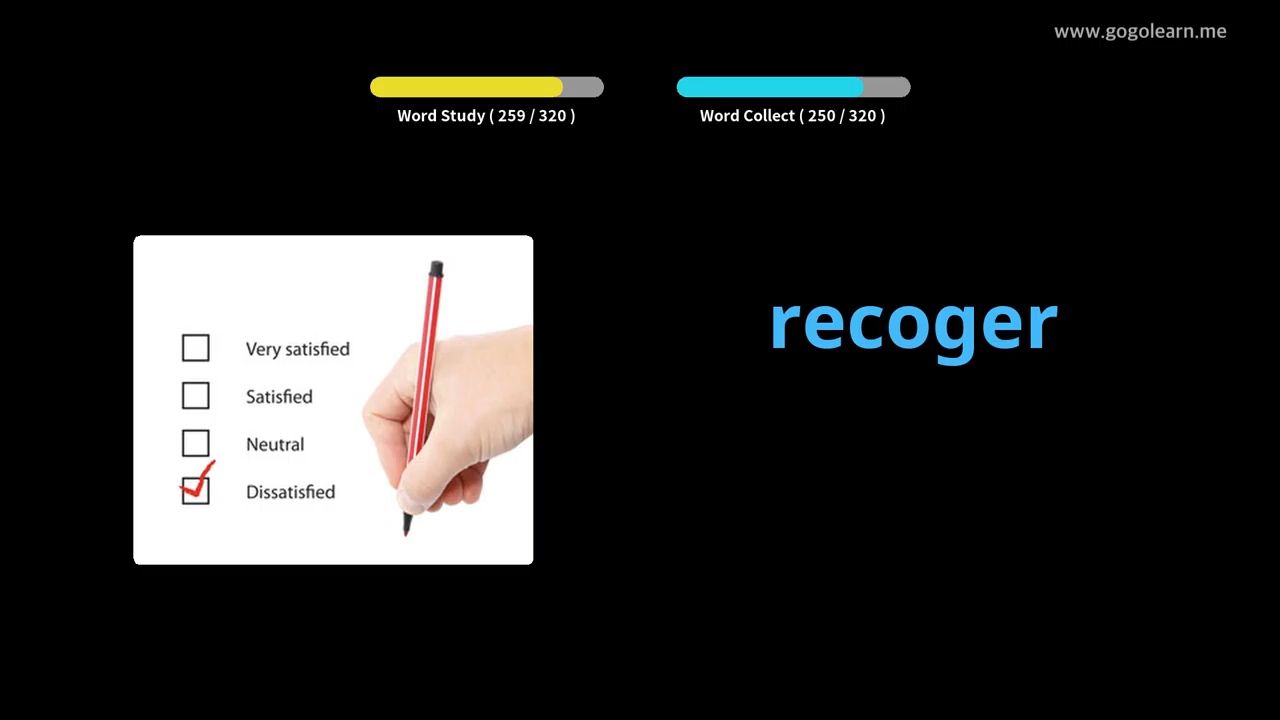 www.gogolearn.me
Word Study ( 259 / 320 )
Word Collect ( 250 / 320 )
recoger
Very satisfied
Satisfied
Neutral
Dissatisfied